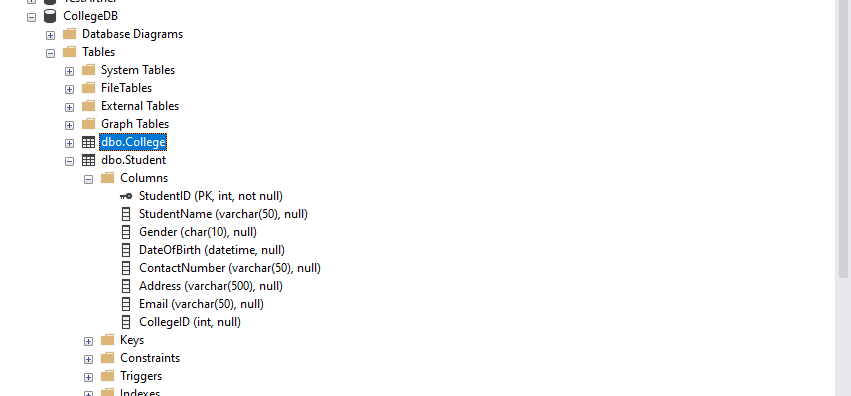 CollegeDB
Database Diagrams
Tables
System Tables
FileTables
External Tables
Graph Tables
dbo.College
dbo.Student
Columns
StudentID (PK, int, not null)
StudentName (varchar(50), null)
Gender (char(10), null)
DateOfBirth (datetime, null)
ContactNumber (varchar(50), null)
Address (varchar(500), null)
Email (varchar(50), null)
CollegeID (int, null)
Keys
Constraints
Triggers
Indexes